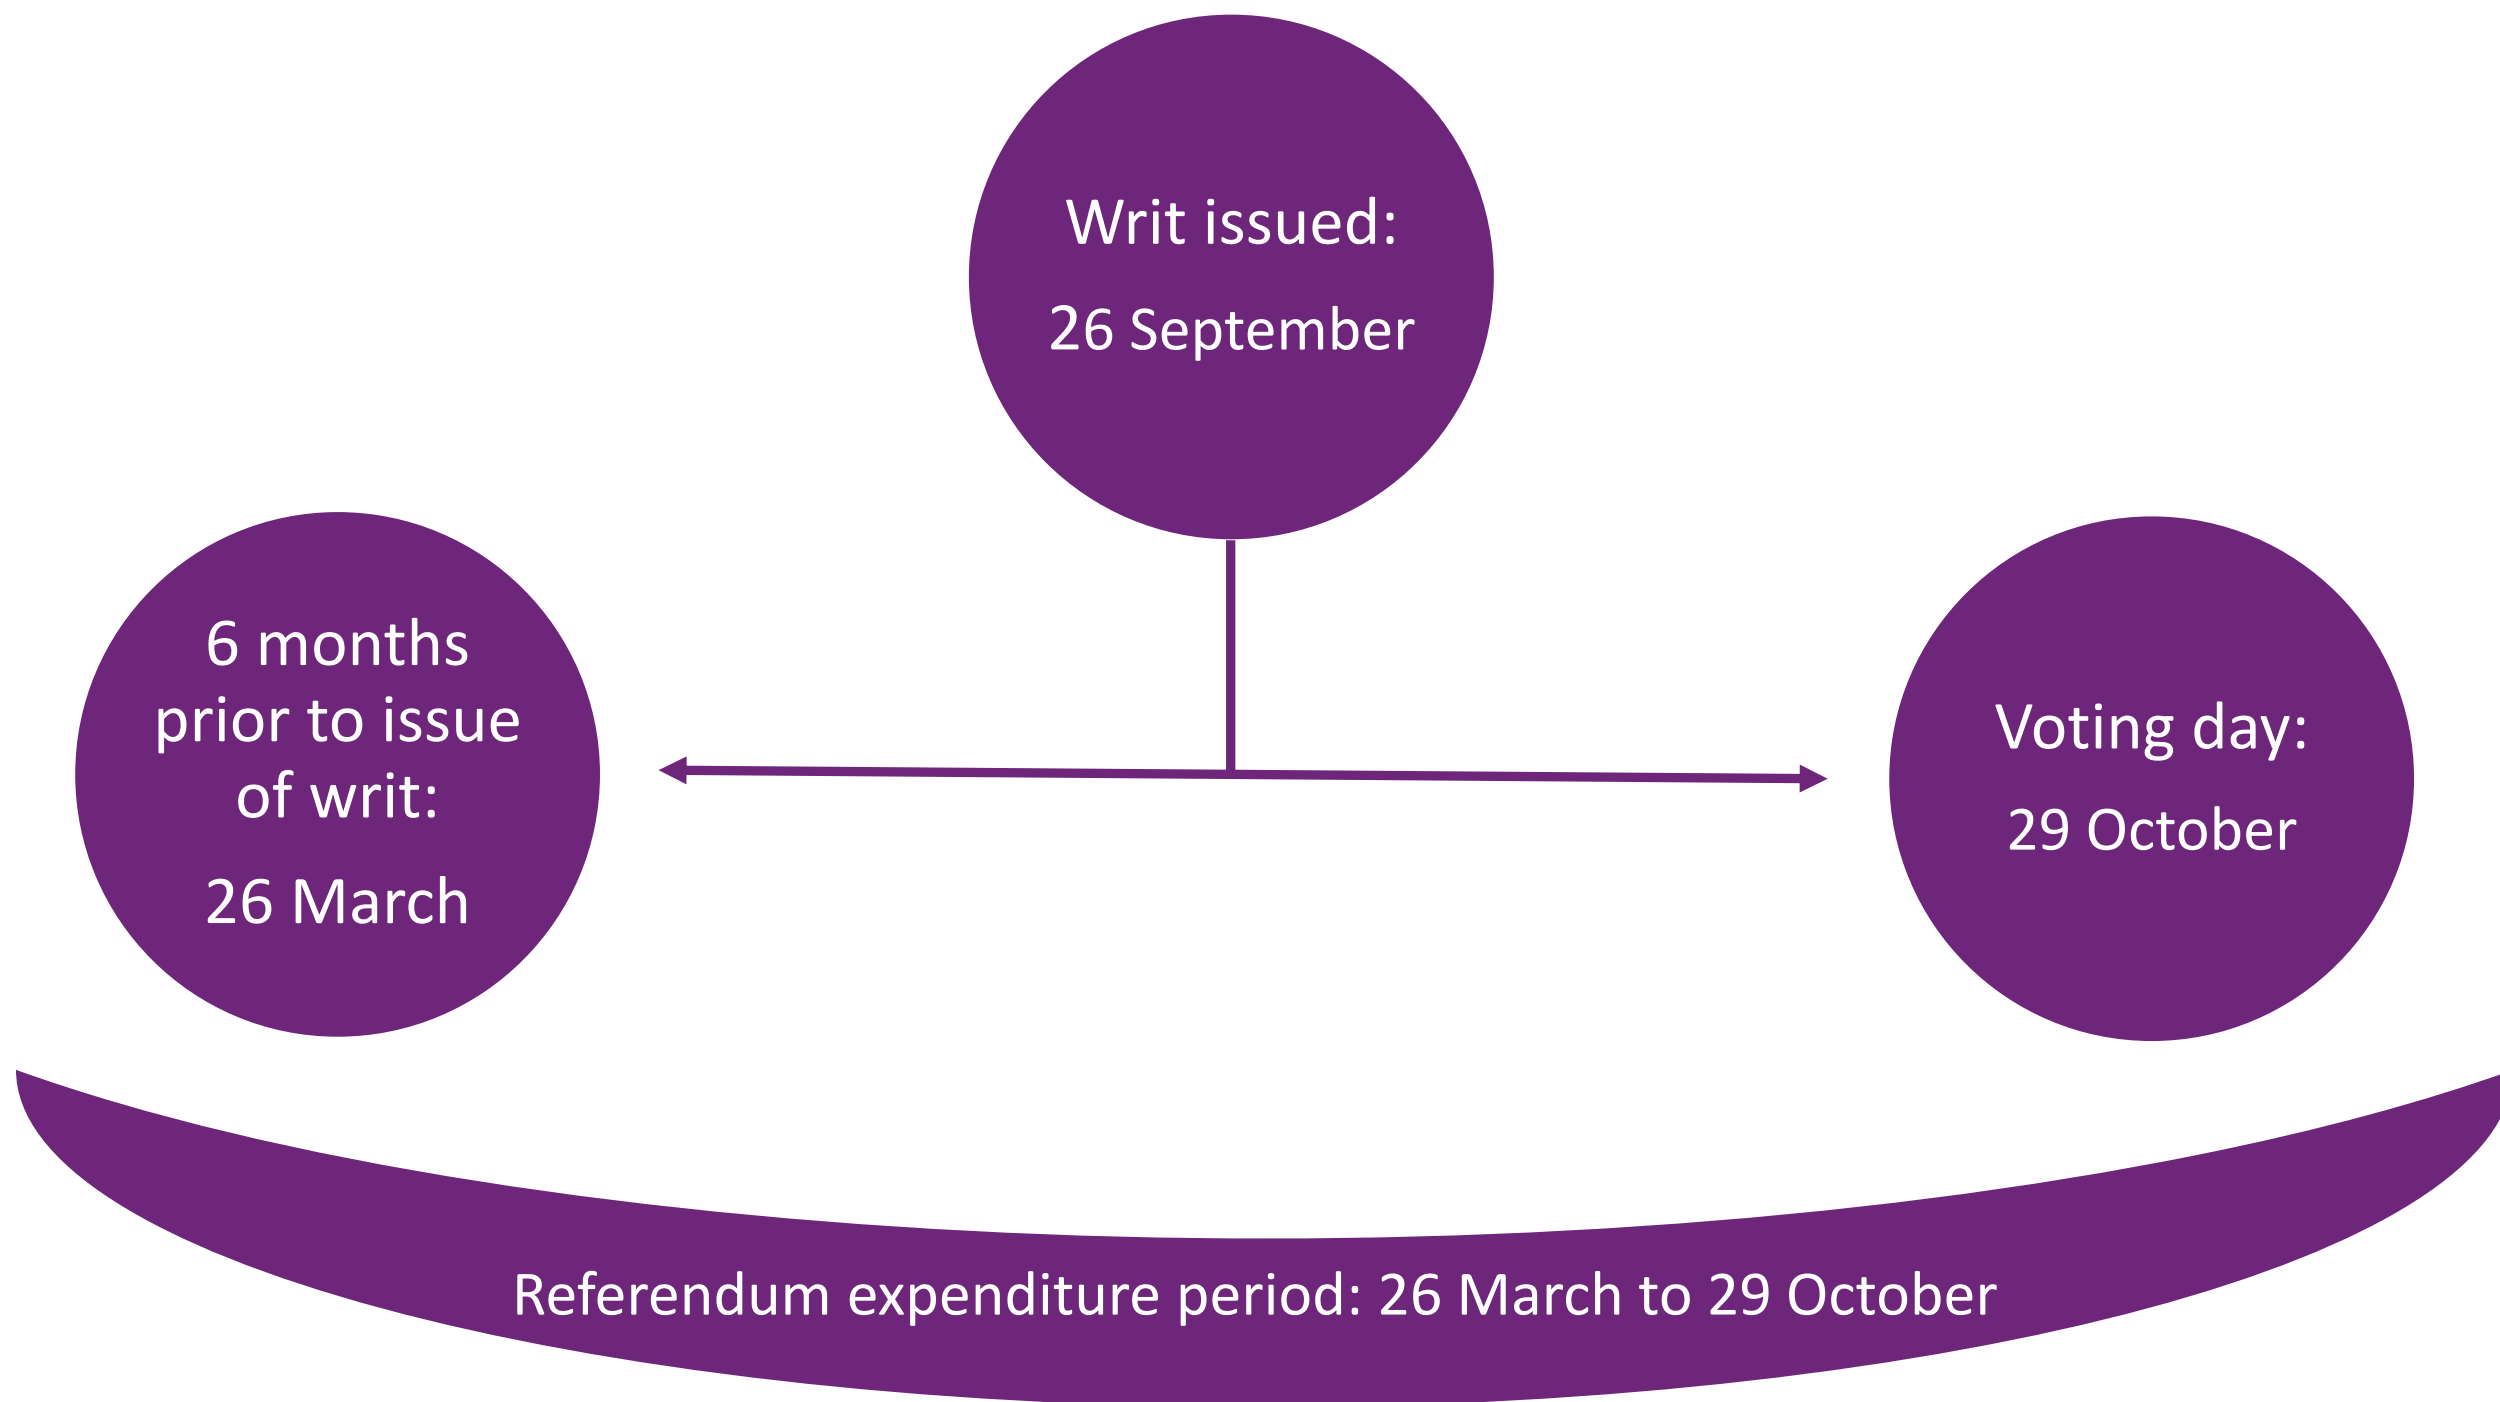 Writ issued:
26 September
6 months
prior to issue
of writ:
26 March
Voting day:
29 October
Referendum expenditure period: 26 March to 29 October